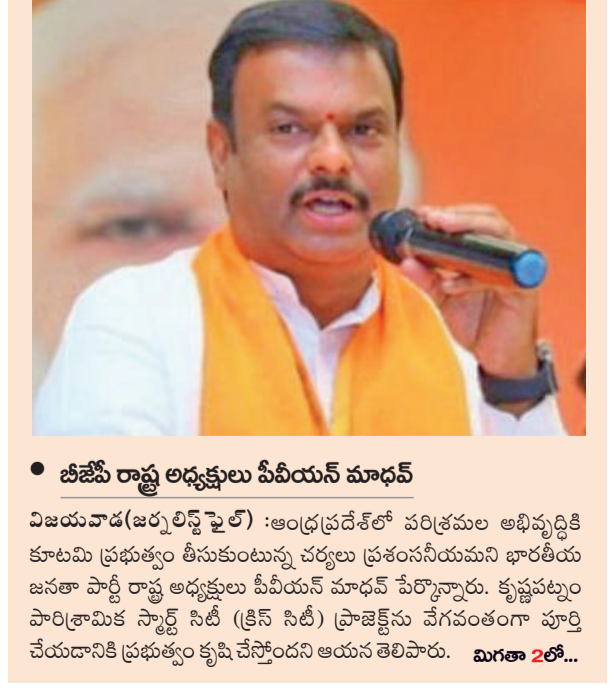 ● బీజేపీ రాష్ట్ర అధ్యక్షులు పీవీయన్ మాధవ్
విజయవాడ(జర్నలిస్ట్ ఫైల్) :ఆంధ్రప్రదేశ్‌లో పరిశ్రమల అభివృద్ధికి
కూటమి ప్రభుత్వం తీసుకుంటున్న చర్యలు ప్రశంసనీయమని భారతీయ
జనతా పార్టీ రాష్ట్ర అధ్యక్షులు పీవీయన్ మాధవ్ పేర్కొన్నారు. కృష్ణపట్నం
పారిశ్రామిక స్మార్ట్ సిటీ (క్రిస్ సిటీ) ప్రాజెక్ట్‌ను వేగవంతంగా పూర్తి
చేయడానికి ప్రభుత్వం కృషి చేస్తోందని ఆయన తెలిపారు. మిగతా 2లో...